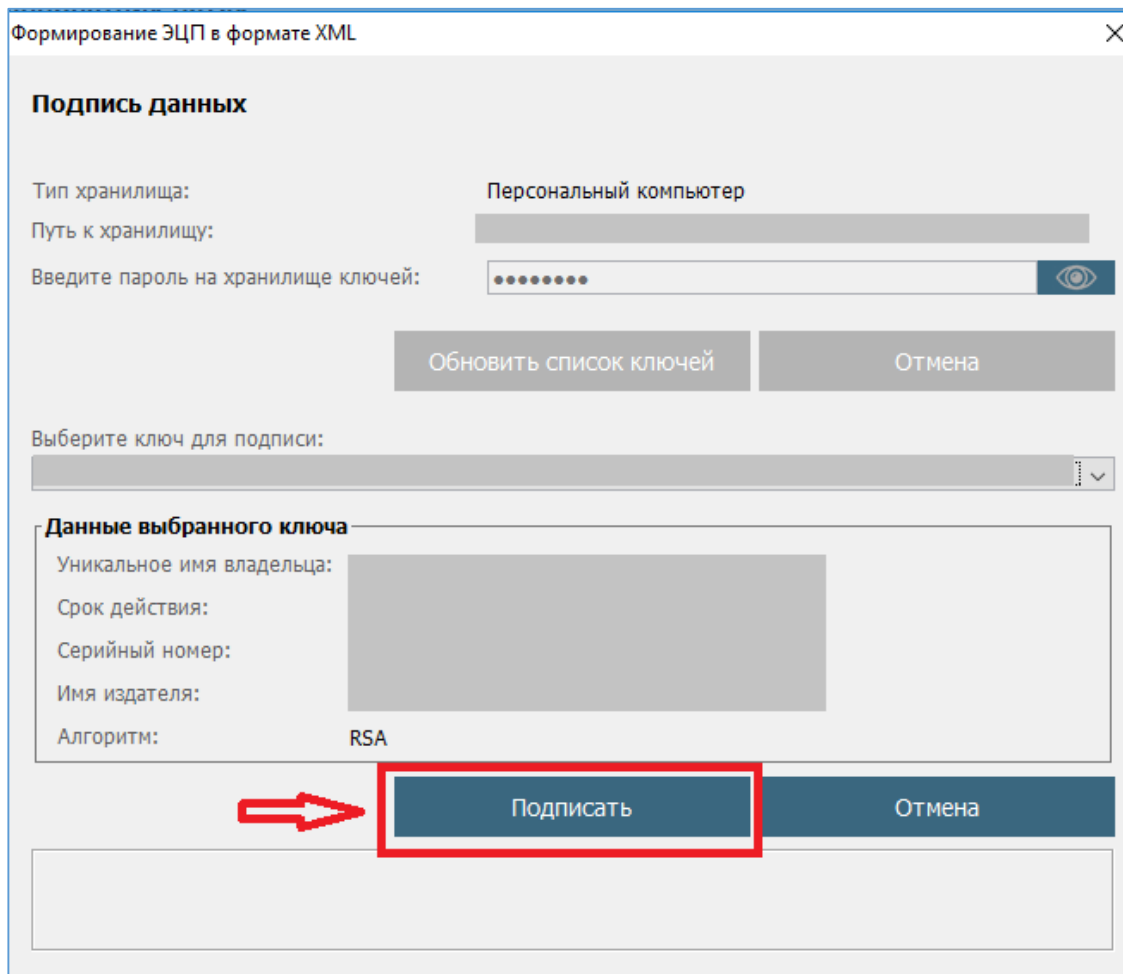 Формирование ЭЦП в формате XML
Подпись данных
Тип хранилища: Персональный компьютер
Путь к хранилищу:
Введите пароль на хранилище ключей: ••••••••
Обновить список ключей Отмена
Выберите ключ для подписи:
Данные выбранного ключа
Уникальное имя владельца:
Срок действия:
Серийный номер:
Имя издателя:
Алгоритм: RSA
Подписать Отмена